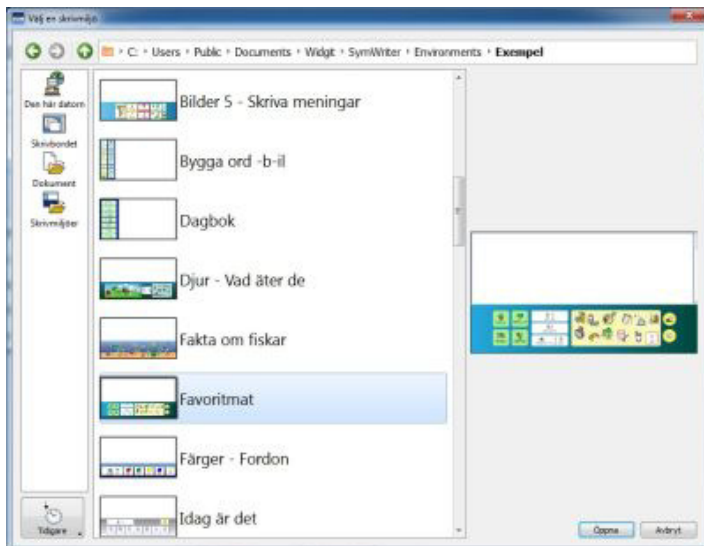 Välj en skrivmiljö
C: Users Public Documents Widgit SymWriter Environments Exempel
Den här datorn
Skrivbordet
Dokument
Skrivmiljöer
Bilder 5 - Skriva meningar
Bygga ord -b-il
Dagbok
Djur - Vad äter de
Fakta om fiskar
Favoritmat
Färger - Fordon
Idag är det
Tidigare
Öppna
Avbryt